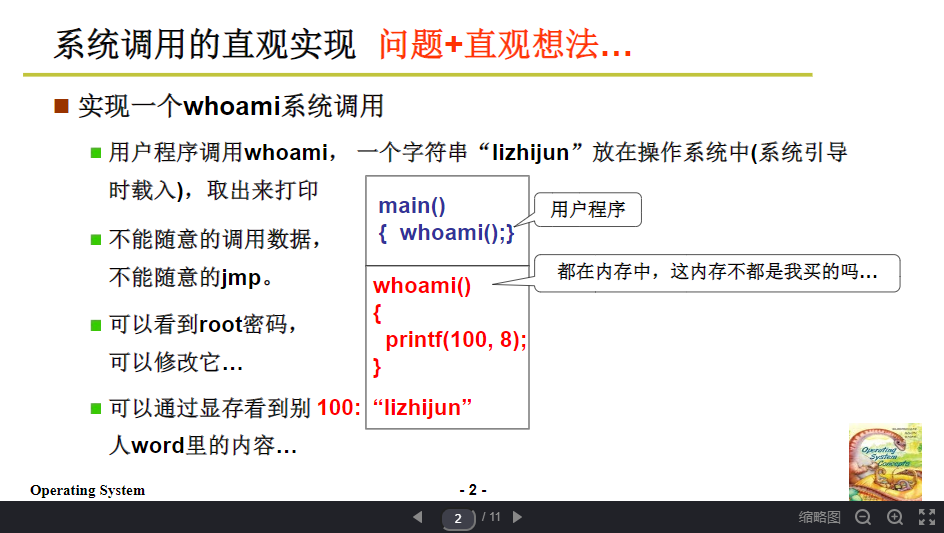 系统调用的直观实现 问题+直观想法…
实现一个whoami系统调用
用户程序调用whoami， 一个字符串“lizhijun”放在操作系统中(系统引导
时载入)，取出来打印
main()
{ whoami();}
用户程序
不能随意的调用数据，
不能随意的jmp。
都在内存中，这内存不都是我买的吗…
whoami()
{
printf(100, 8);
}
可以看到root密码，
可以修改它…
可以通过显存看到别
人word里的内容…
100: “lizhijun”
Operating
System
Concepts
Operating System
- 2 -
2 / 11
缩略图